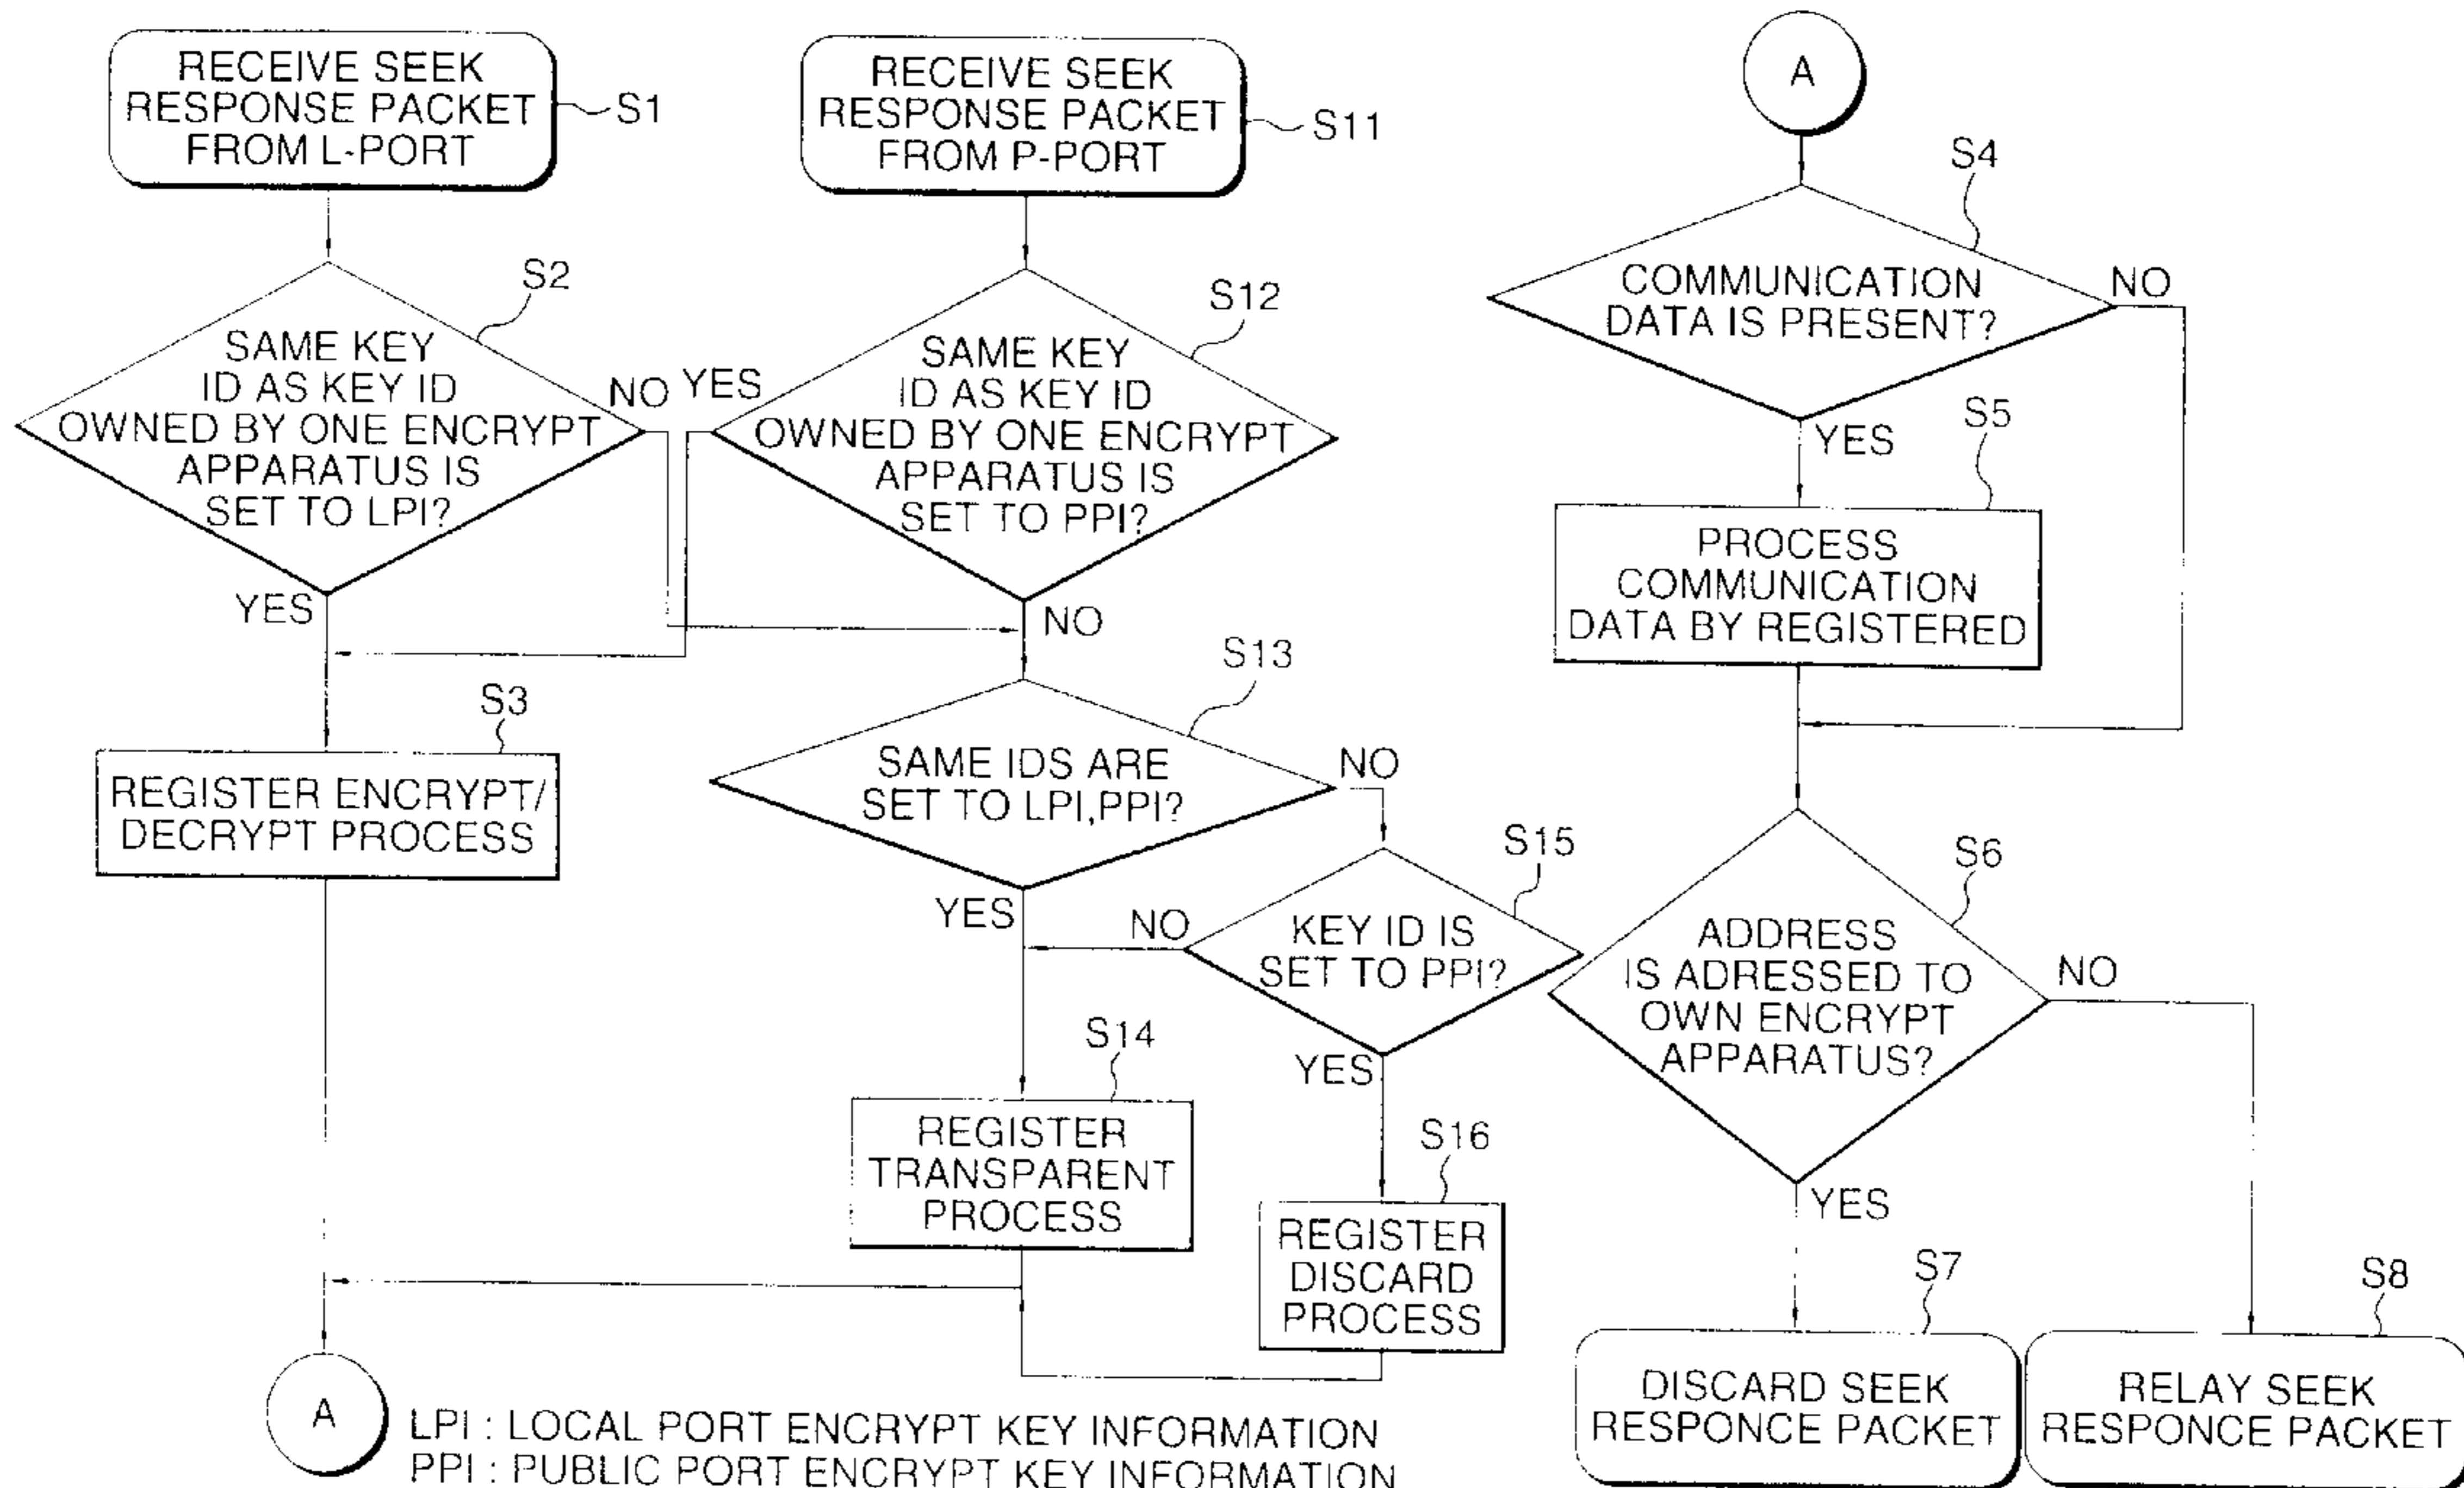 RECEIVE SEEK
RESPONSE PACKET
FROM L-PORT
S1
S2
SAME KEY
ID AS KEY ID
OWNED BY ONE ENCRYPT
APPARATUS IS
SET TO LPI?
NO
YES
S3
REGISTER ENCRYPT/
DECRYPT PROCESS
A
RECEIVE SEEK
RESPONSE PACKET
FROM P-PORT
S11
S12
YES
SAME KEY
ID AS KEY ID
OWNED BY ONE ENCRYPT
APPARATUS IS
SET TO PPI?
NO
S13
SAME IDS ARE
SET TO LPI,PPI?
NO
YES
S15
NO
KEY ID IS
SET TO PPI?
YES
S14
REGISTER
TRANSPARENT
PROCESS
S16
REGISTER
DISCARD
PROCESS
LPI : LOCAL PORT ENCRYPT KEY INFORMATION
PPI : PUBLIC PORT ENCRYPT KEY INFORMATION
A
S4
COMMUNICATION
DATA IS PRESENT?
NO
YES
S5
PROCESS
COMMUNICATION
DATA BY REGISTERED
S6
ADDRESS
IS ADRESSED TO
OWN ENCRYPT
APPARATUS?
NO
YES
S7
DISCARD SEEK
RESPONCE PACKET
S8
RELAY SEEK
RESPONCE PACKET